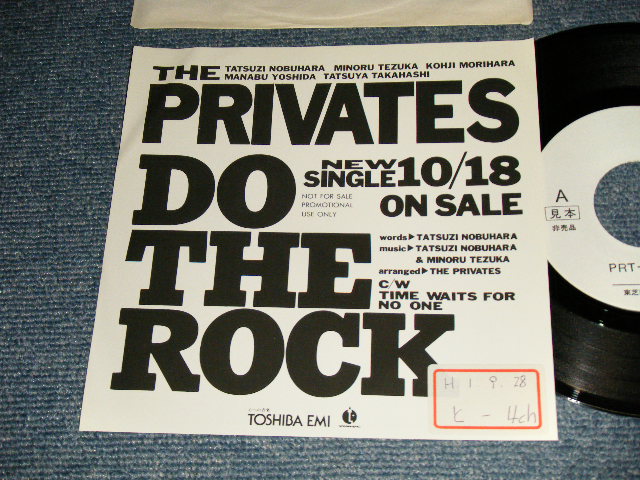 THE TATSUZI NOBUHARA MINORU TEZUKA KOHJI MORIHARA
MANABU YOSHIDA TATSUYA TAKAHASHI
PRIVATES
DO
NEW
SINGLE 10/18
ON SALE
NOT FOR SALE
PROMOTIONAL
USE ONLY
words▶TATSUZI NOBUHARA
music▶TATSUZI NOBUHARA
& MINORU TEZUKA
arranged▶THE PRIVATES
THE
C/W
TIME WAITS FOR
NO ONE
ROCK
TOSHIBA EMI
H. 1. 9. 28
と - 4ch
A
見本
非売品
PRT-
東芝